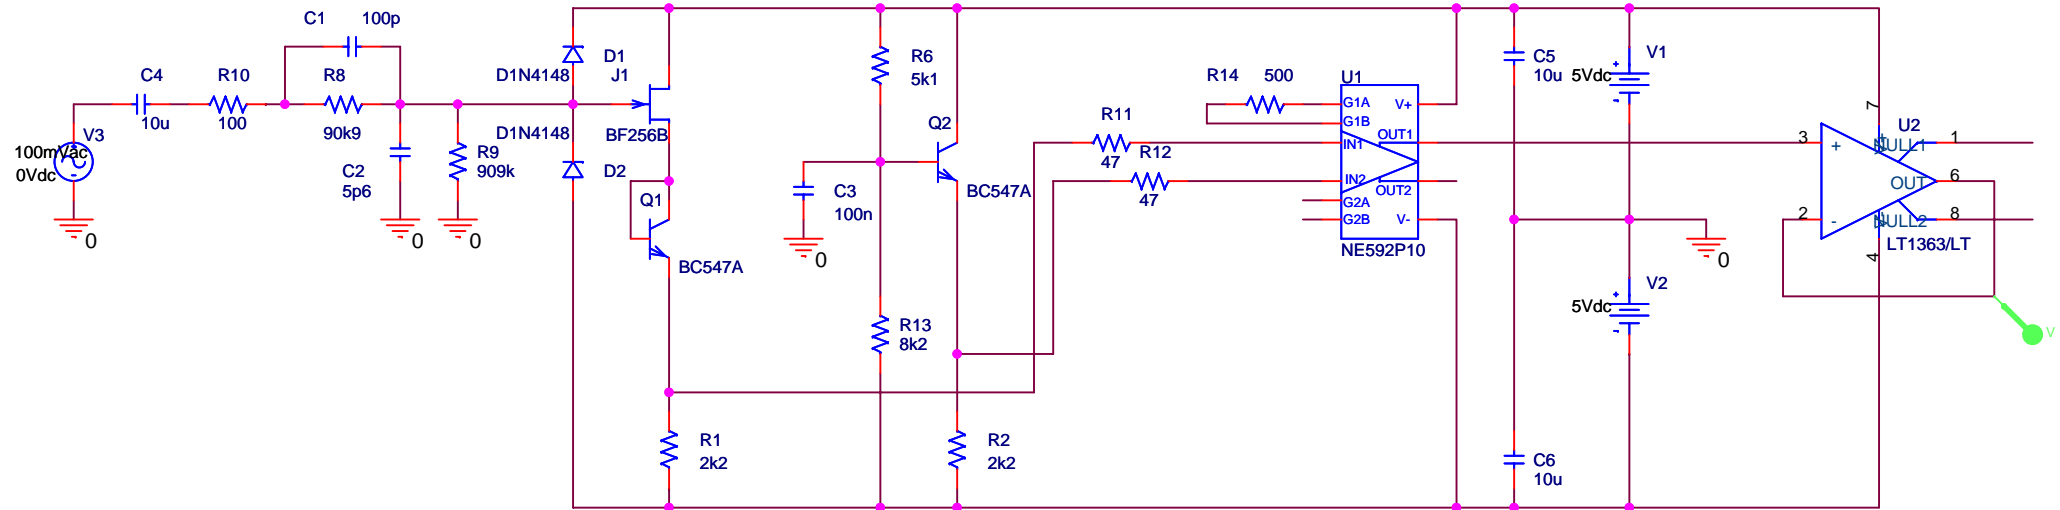 C1 100p
C4 R10 R8
10u 100 90k9
V3
100mVac
0Vdc
C2
5p6
R9
909k
0
0
0
D1N4148 D1
J1
BF256B
D1N4148
D2
Q1
BC547A
R1
2k2
R6
5k1
C3
100n
0
R13
8k2
Q2
BC547A
R2
2k2
R11
47
R12
47
R14 500
U1
G1A V+
G1B
OUT1
IN1
IN2
OUT2
G2A
G2B V-
NE592P10
C5
10u
V1
5Vdc
+
-
0
V2
5Vdc
+
-
C6
10u
7
U2
3 + 1
NULL1
OUT 6
2 - 8
NULL2
LT1363/LT
4
V